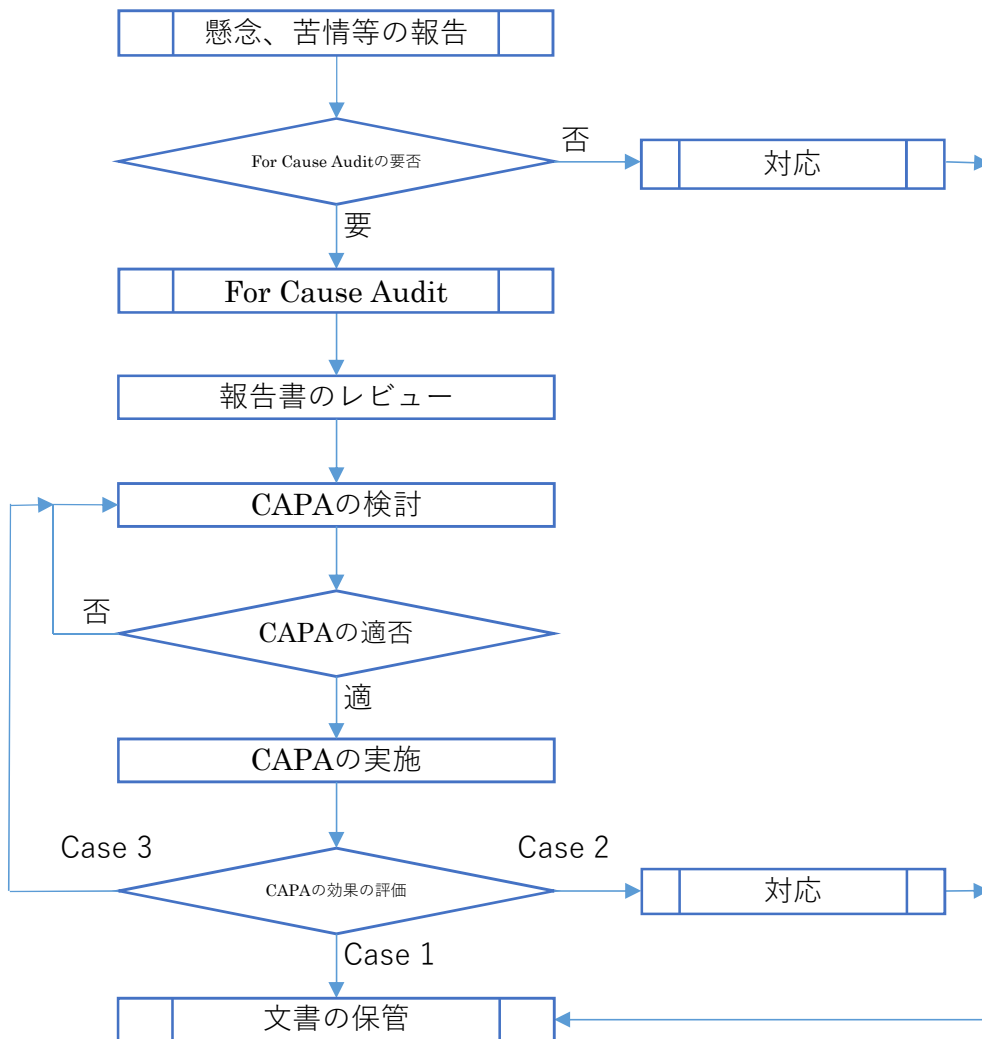 懸念、苦情等の報告
For Cause Auditの要否
否
対応
要
For Cause Audit
報告書のレビュー
CAPAの検討
否
CAPAの適否
適
CAPAの実施
Case 3
Case 2
CAPAの効果の評価
対応
Case 1
文書の保管